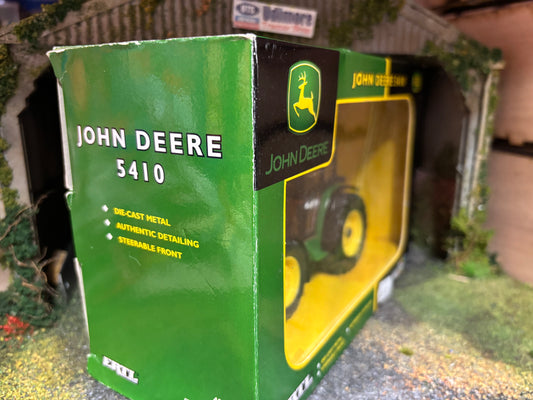 JOHN DEERE
5410
DIE-CAST METAL
AUTHENTIC DETAILING
STEERABLE FRONT
ERTL
JOHN DEERE
JOHN DEERE